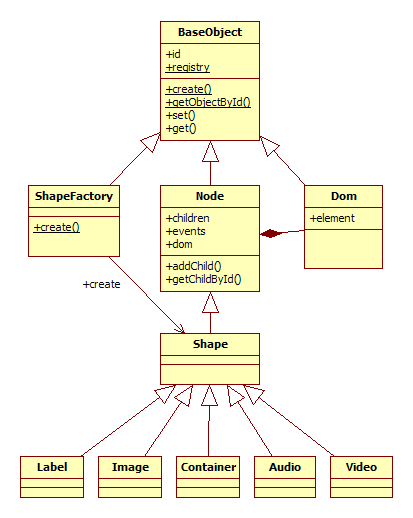 BaseObject
+id
+registry
+create()
+getObjectById()
+set()
+get()
ShapeFactory
+create()
Node
+children
+events
+dom
+addChild()
+getChildById()
Dom
+element
+create
Shape
Label
Image
Container
Audio
Video